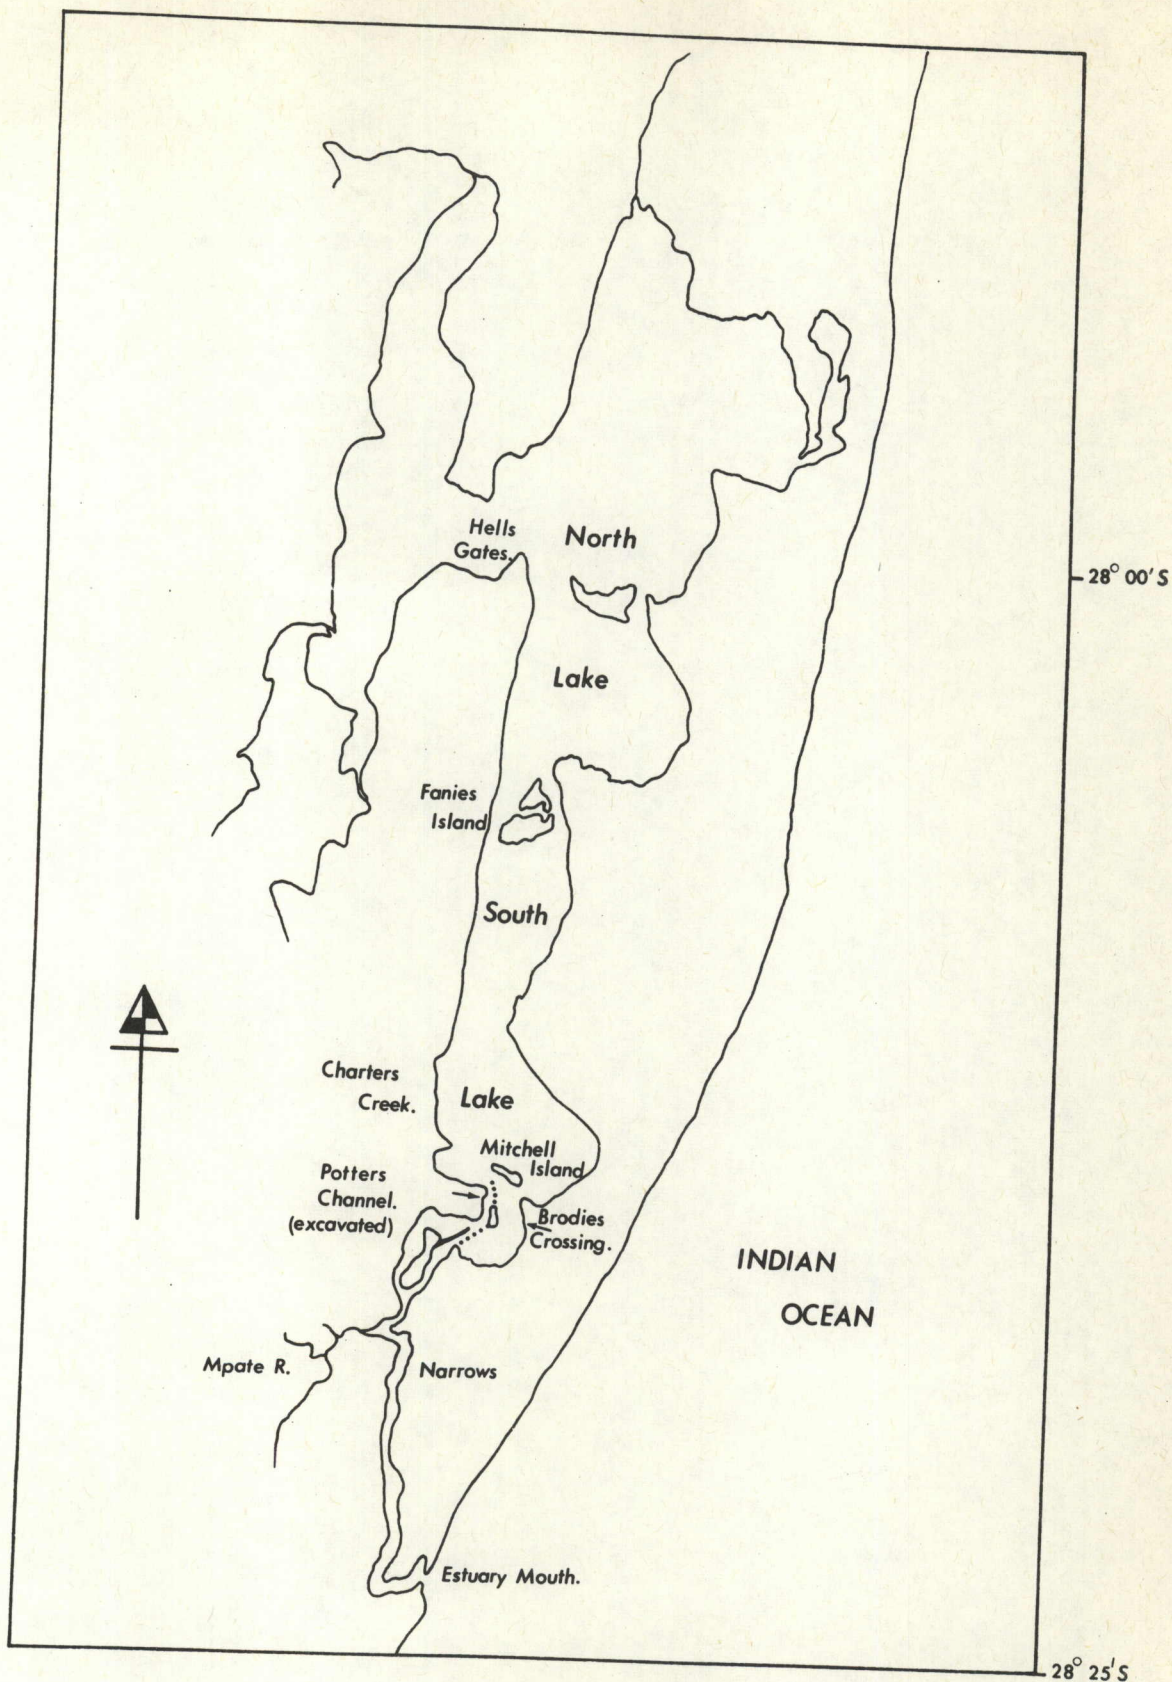 Hells
Gates.
North
28° 00' S
Lake
Fanies
Island
South
Charters
Creek.
Lake
Mitchell
Island
Potters
Channel.
(excavated)
Brodies
Crossing.
INDIAN
OCEAN
Mpate R.
Narrows
Estuary Mouth.
28° 25' S